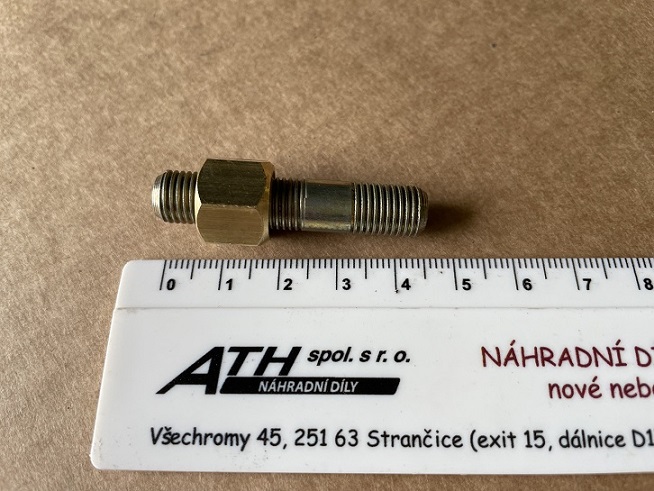 0 1 2 3 4 5 6 7 8
ATH spol. s r. o.
NÁHRADNÍ DÍLY
NÁHRADNÍ
nové nebo
Všechromy 45, 251 63 Strančice (exit 15, dálnice D1